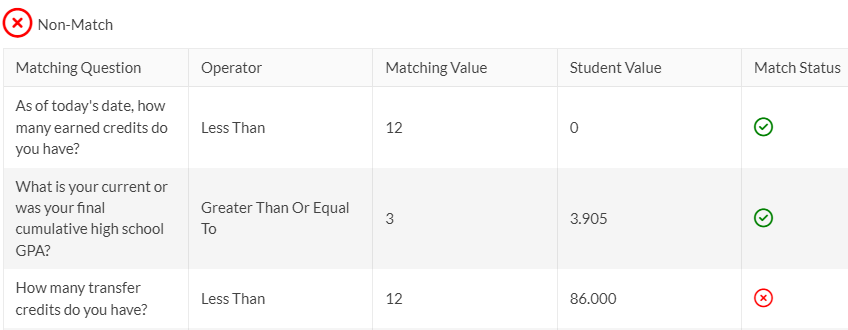 Non-Match
Matching Question Operator Matching Value Student Value Match Status
As of today's date, how
many earned credits do
you have?
Less Than 12 0
What is your current or
was your final
cumulative high school
GPA?
Greater Than Or Equal
To
3 3.905
How many transfer
credits do you have?
Less Than 12 86.000